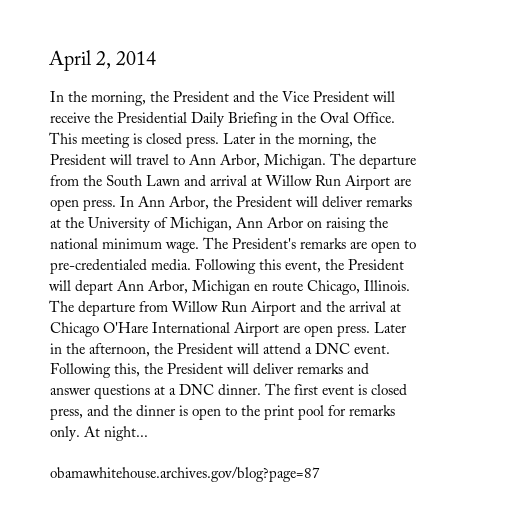 April 2, 2014
In the morning, the President and the Vice President will
receive the Presidential Daily Briefing in the Oval Office.
This meeting is closed press. Later in the morning, the
President will travel to Ann Arbor, Michigan. The departure
from the South Lawn and arrival at Willow Run Airport are
open press. In Ann Arbor, the President will deliver remarks
at the University of Michigan, Ann Arbor on raising the
national minimum wage. The President's remarks are open to
pre-credentialed media. Following this event, the President
will depart Ann Arbor, Michigan en route Chicago, Illinois.
The departure from Willow Run Airport and the arrival at
Chicago O'Hare International Airport are open press. Later
in the afternoon, the President will attend a DNC event.
Following this, the President will deliver remarks and
answer questions at a DNC dinner. The first event is closed
press, and the dinner is open to the print pool for remarks
only. At night...
obamawhitehouse.archives.gov/blog?page=87